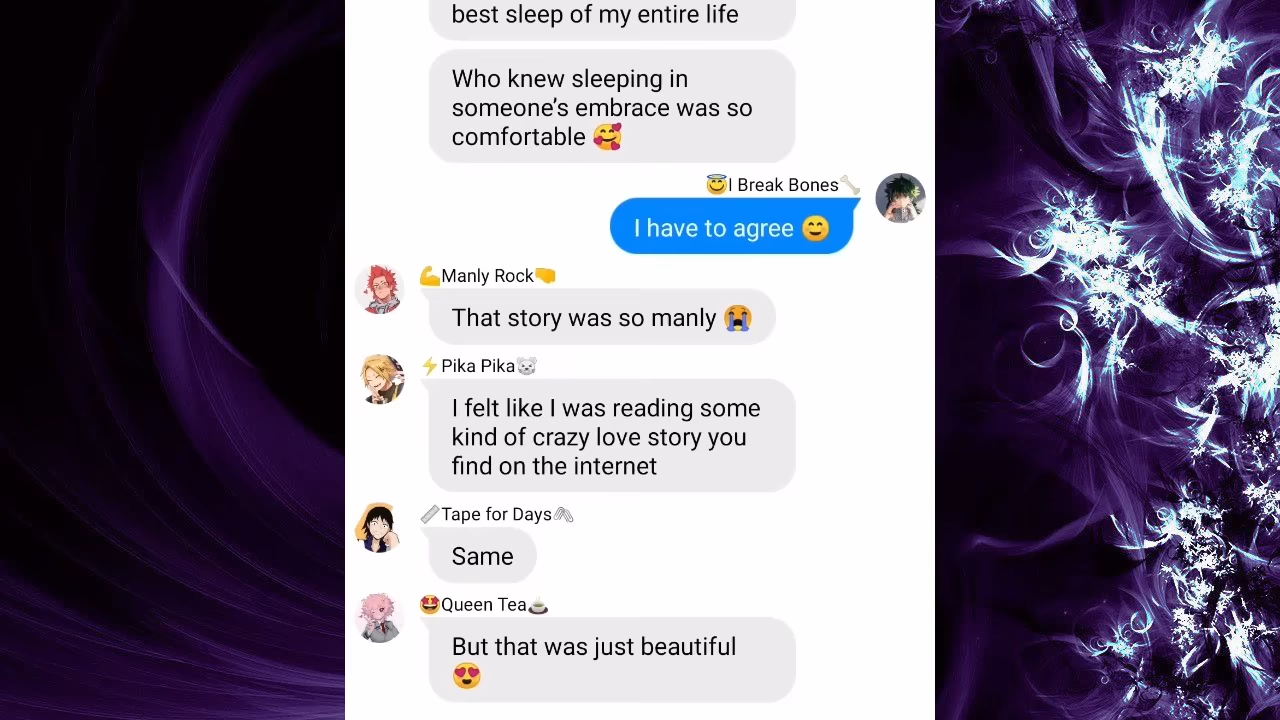 best sleep of my entire life
Who knew sleeping in
someone’s embrace was so
comfortable 🥰
😇I Break Bones🦴
I have to agree 😊
💪Manly Rock🤜
That story was so manly 😭
⚡Pika Pika🐭
I felt like I was reading some
kind of crazy love story you
find on the internet
📏Tape for Days🖇
Same
🤩Queen Tea🍵
But that was just beautiful
😍